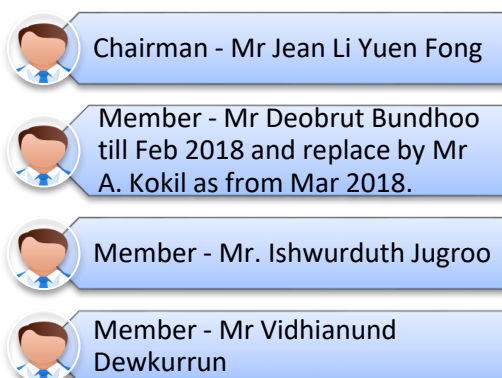 Chairman - Mr Jean Li Yuen Fong
Member - Mr Deobrut Bundhoo
till Feb 2018 and replace by Mr
A. Kokil as from Mar 2018.
Member - Mr. Ishwurduth Jugroo
Member - Mr Vidhianund
Dewkurrun